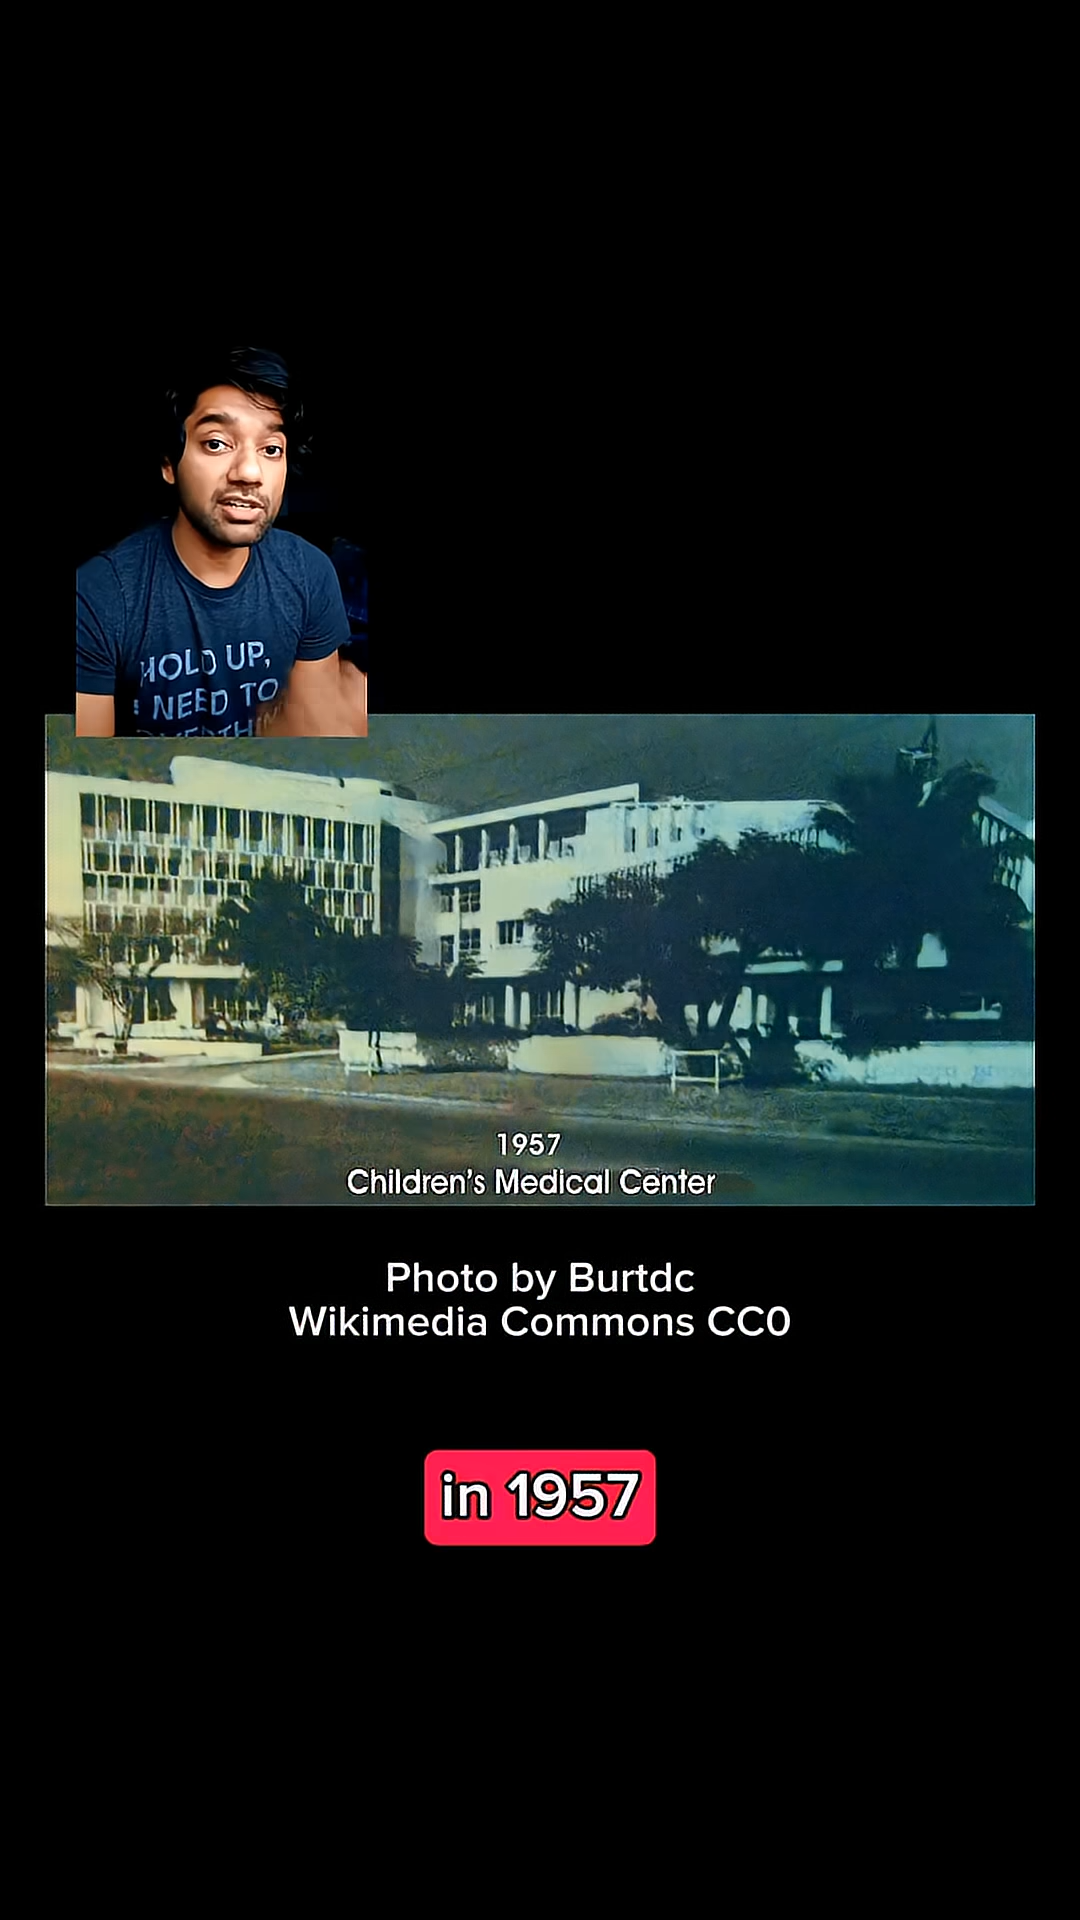 HOLD UP,
I NEED TO
1957
Children's Medical Center
Photo by Burtdc
Wikimedia Commons CC0
in 1957